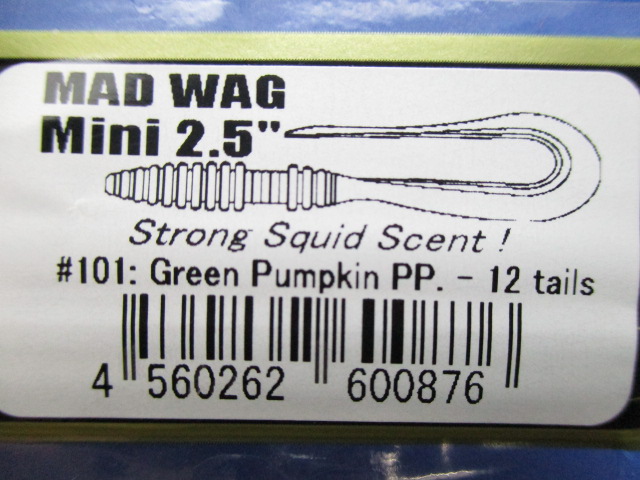 MAD WAG
Mini 2.5"
Strong Squid Scent !
#101: Green Pumpkin PP. - 12 tails
4 560262 600876